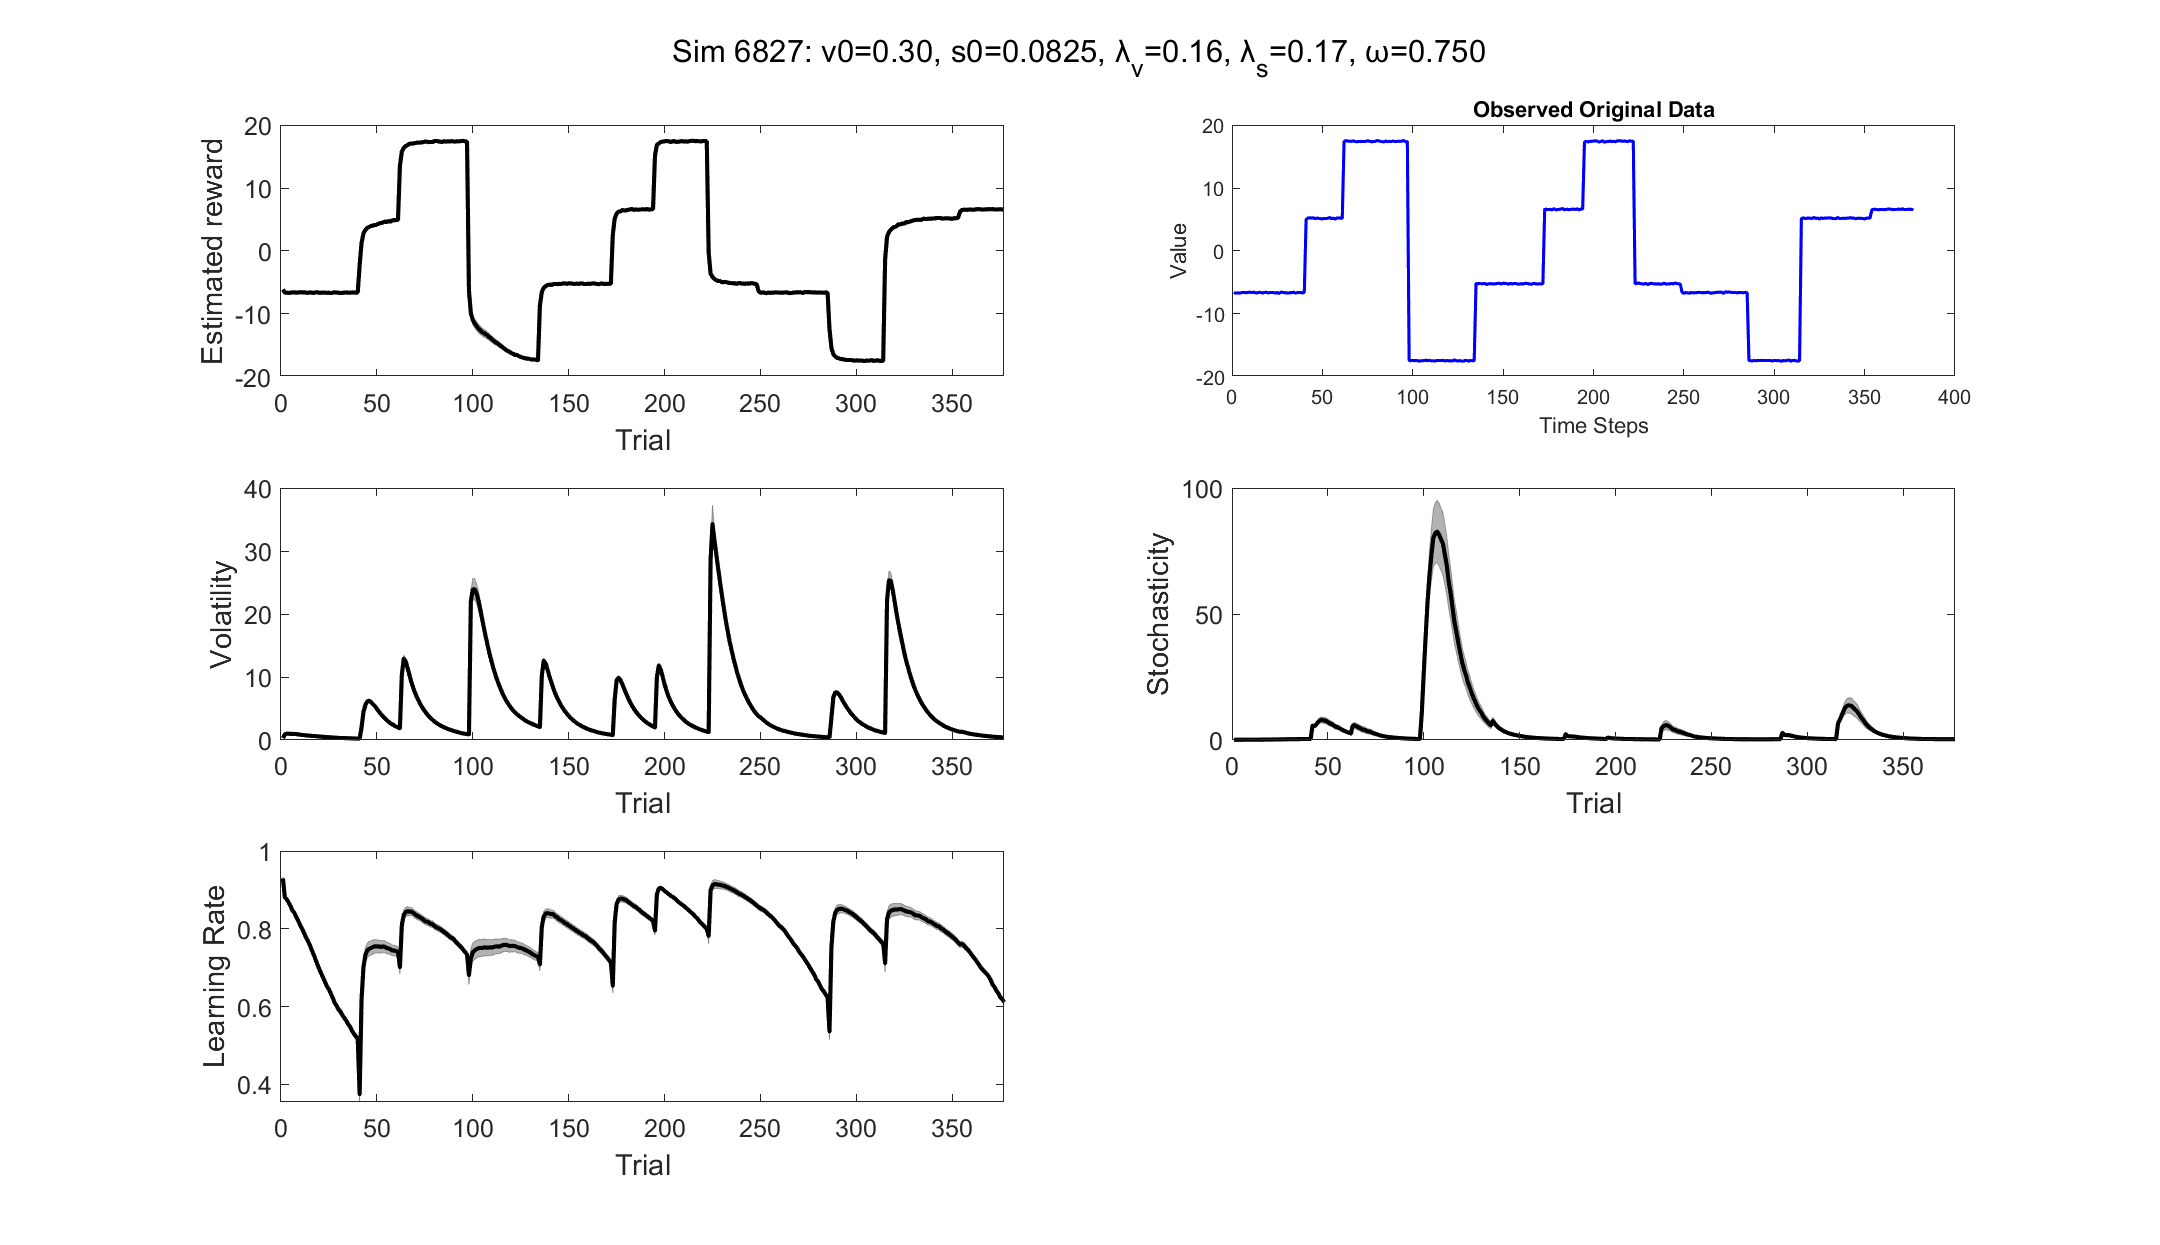 Sim 6827: v0=0.30, s0=0.0825, λ_v=0.16, λ_s=0.17, ω=0.750
Estimated reward
20
10
0
-10
-20
0 50 100 150 200 250 300 350
Trial
Observed Original Data
Value
20
10
0
-10
-20
0 50 100 150 200 250 300 350 400
Time Steps
Volatility
40
30
20
10
0
0 50 100 150 200 250 300 350
Trial
Stochasticity
100
50
0
0 50 100 150 200 250 300 350
Trial
Learning Rate
1
0.8
0.6
0.4
0 50 100 150 200 250 300 350
Trial